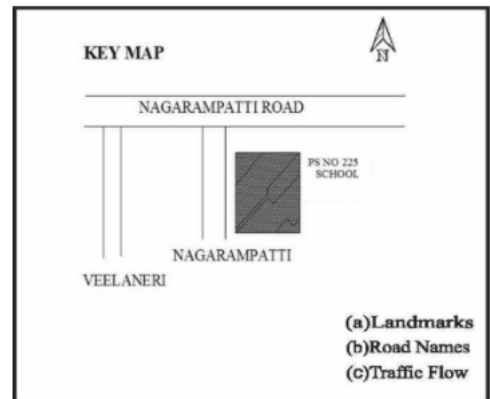 N
KEY MAP
NAGARAMPATTI ROAD
PS NO 225
SCHOOL
NAGARAMPATTI
VEELANERI
(a)Landmarks
(b)Road Names
(c)Traffic Flow